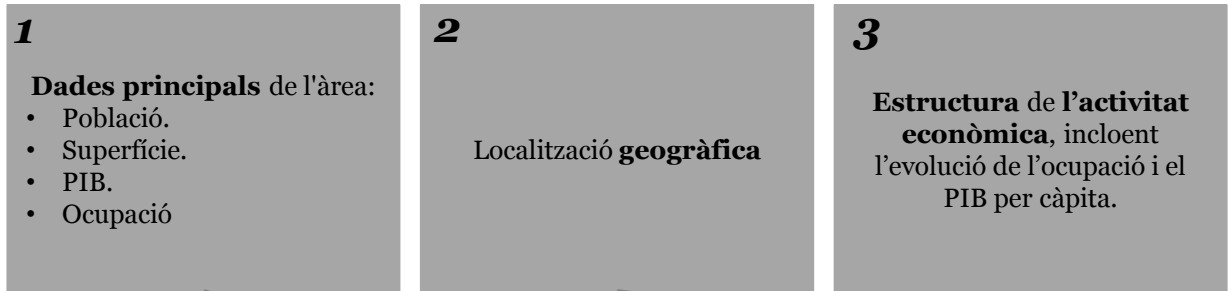 1
Dades principals de l'àrea:
• Població.
• Superfície.
• PIB.
• Ocupació
2
Localització geogràfica
3
Estructura de l’activitat
econòmica, incloent
l’evolució de l’ocupació i el
PIB per càpita.